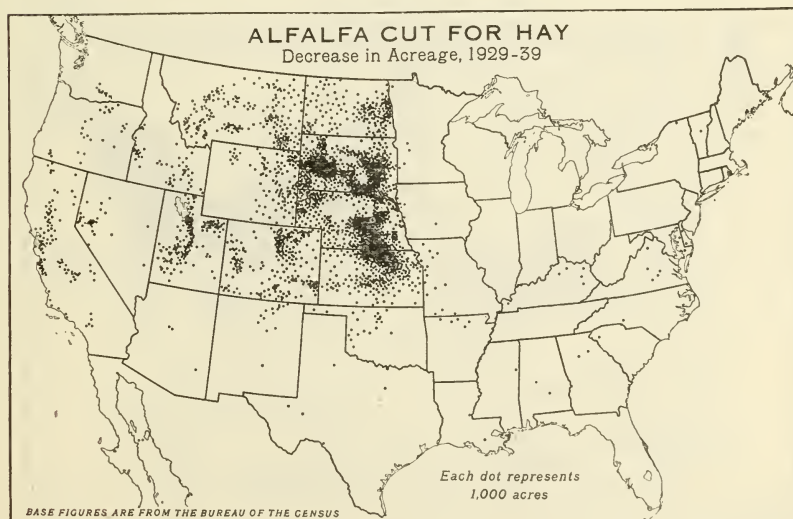 ALFALFA CUT FOR HAY
Decrease in Acreage, 1929-39
Each dot represents
1,000 acres
BASE FIGURES ARE FROM THE BUREAU OF THE CENSUS